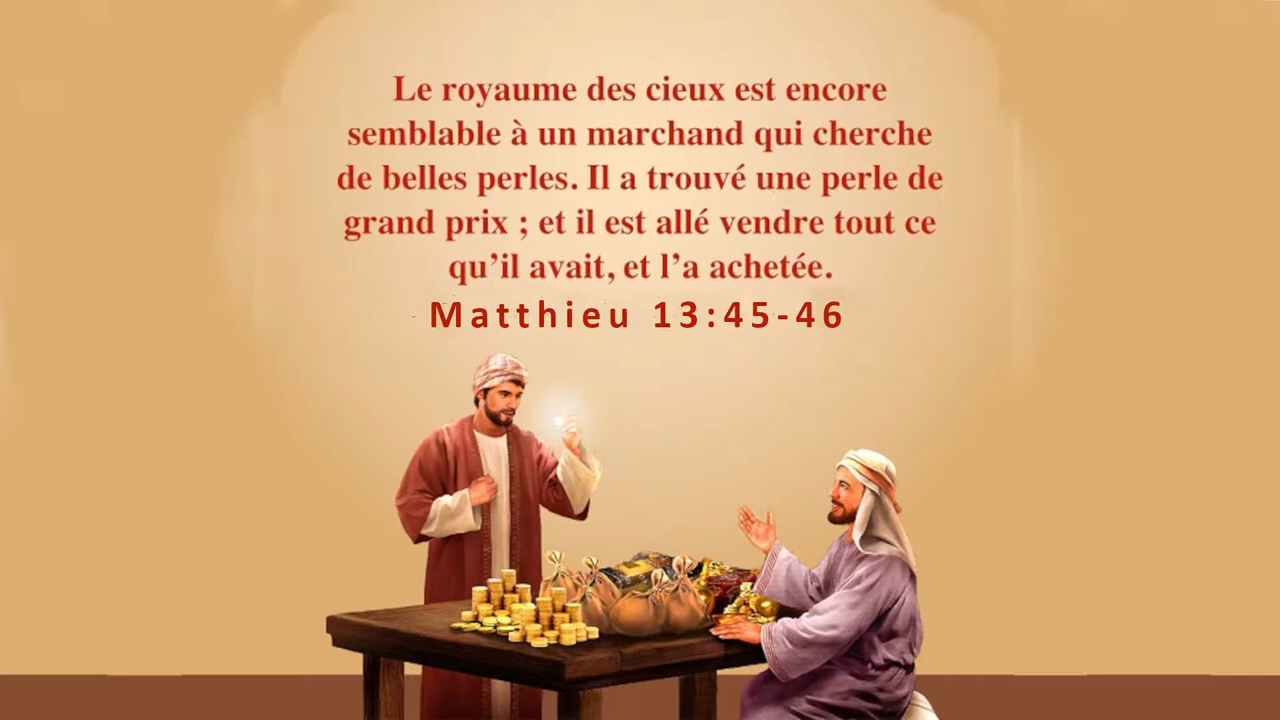 Le royaume des cieux est encore
semblable à un marchand qui cherche
de belles perles. Il a trouvé une perle de
grand prix ; et il est allé vendre tout ce
qu’il avait, et l’a achetée.
Matthieu 13:45-46